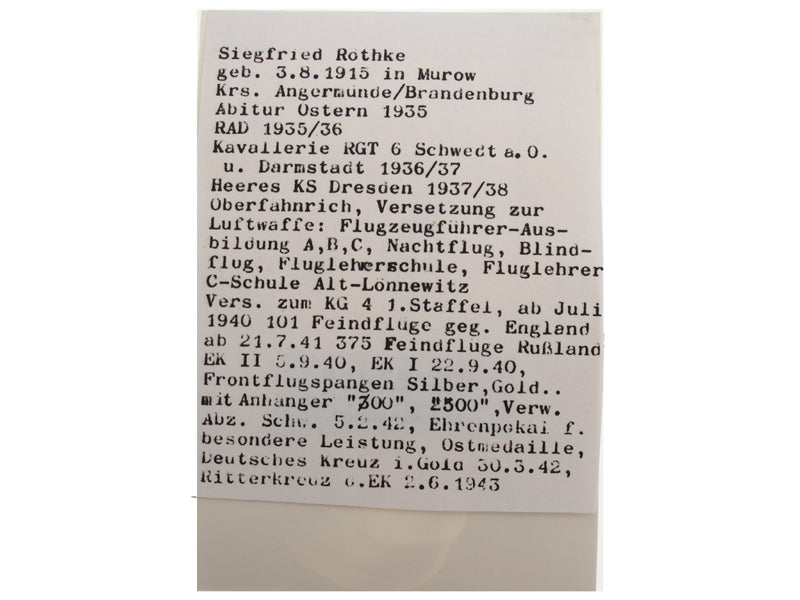 Siegfried Röthke
geb. 3.8.1915 in Murow
Krs. Angermünde/Brandenburg
Abitur Ostern 1935
RAD 1935/36
Kavallerie RGT 6 Schwedt a.O.
u. Darmstadt 1936/37
Heeres KS Dresden 1937/38
Oberfähnrich, Versetzung zur
Luftwaffe: Flugzeugführer-Aus-
bildung A,B,C, Nachtflug, Blind-
flug, Fluglehrerschule, Fluglehrer
C-Schule Alt-Lönnewitz
Vers. zum KG 4 1.Staffel, ab Juli
1940 101 Feindflüge geg. England
ab 21.7.41 375 Feindflüge Rußland
EK II 5.9.40, EK I 22.9.40,
Frontflugspangen Silber,Gold..
mit Anhänger "300", ,Verw.
Abz. Schw. 5.2.42, Ehrenpokal f.
besondere Leistung, Ostmedaille,
Deutsches Kreuz i.Gold 30.3.42,
Ritterkreuz d.EK 2.6.1943